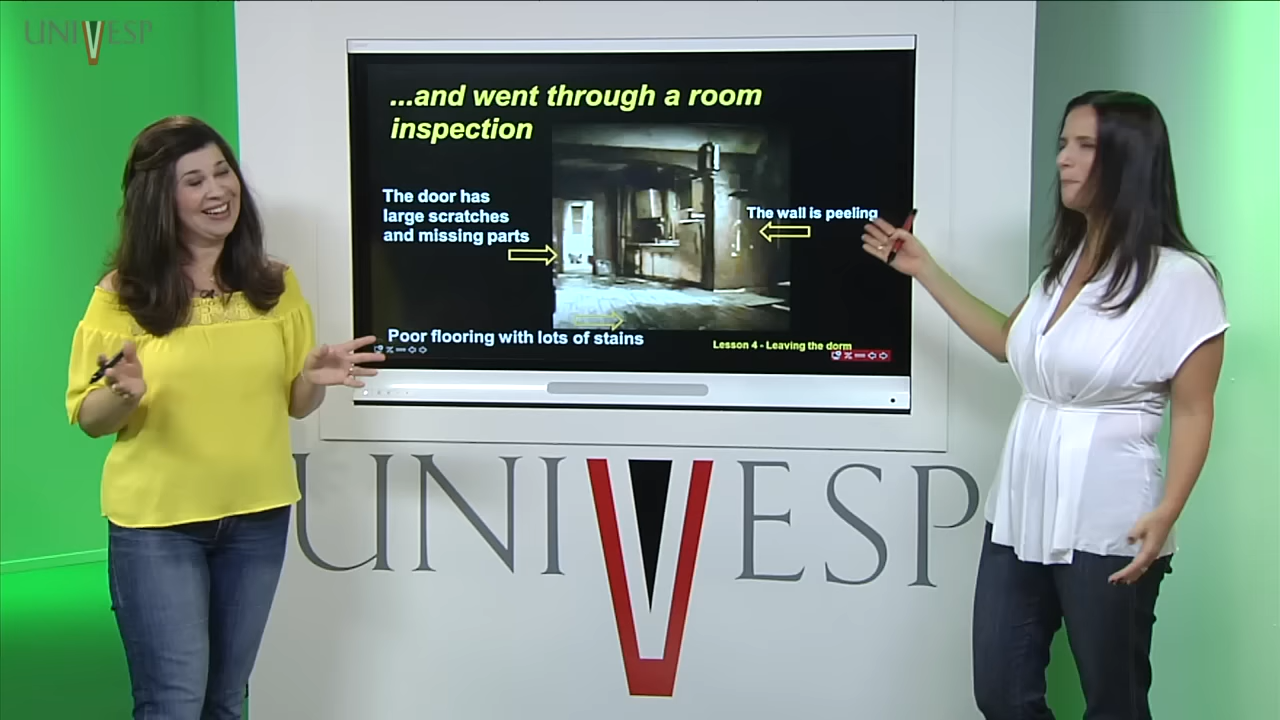 UNIVESP
...and went through a room
inspection
The door has
large scratches
and missing parts
The wall is peeling
Poor flooring with lots of stains
Lesson 4 - Leaving the dorm
UNIVESP